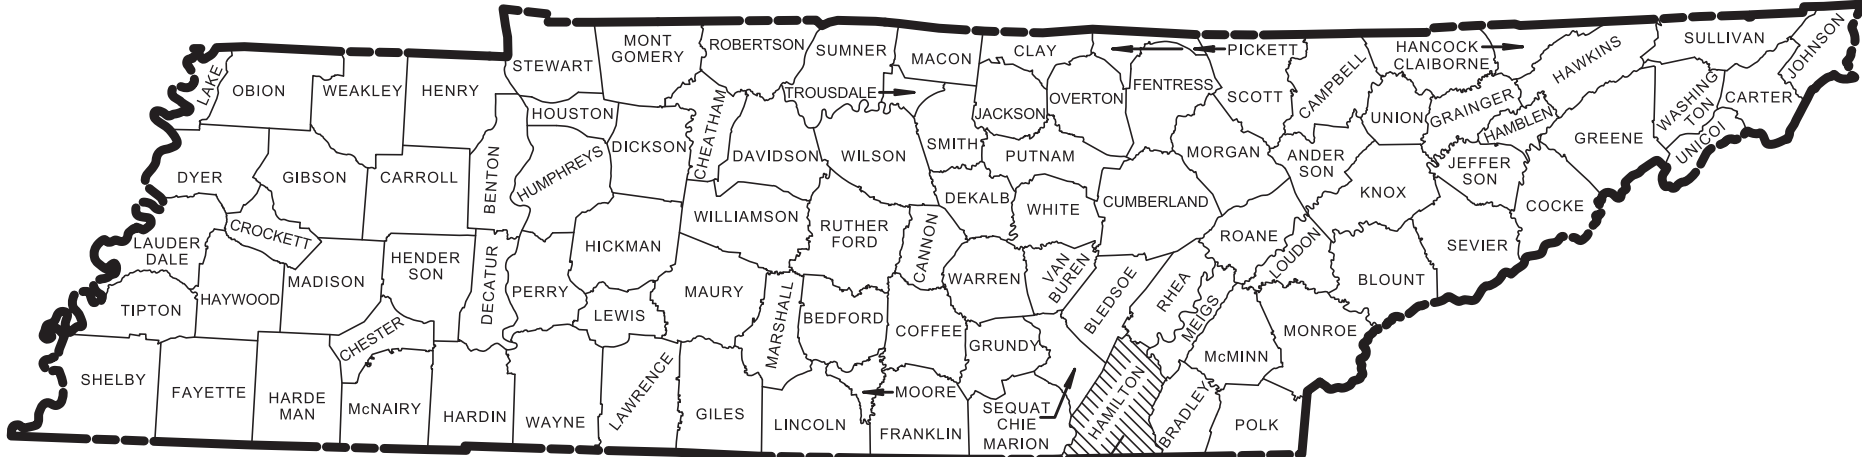 LAKE
OBION
WEAKLEY
HENRY
STEWART
MONT
GOMERY
ROBERTSON
SUMNER
MACON
CLAY
PICKETT
HANCOCK
CLAIBORNE
HAWKINS
SULLIVAN
JOHNSON
TROUSDALE
HOUSTON
CHEATHAM
JACKSON
OVERTON
FENTRESS
SCOTT
CAMPBELL
UNION
GRAINGER
HAMBLEN
GREENE
WASHING
TON
CARTER
UNICOI
DYER
GIBSON
CARROLL
BENTON
HUMPHREYS
DICKSON
DAVIDSON
WILSON
SMITH
PUTNAM
MORGAN
ANDER
SON
KNOX
JEFFER
SON
COCKE
CROCKETT
WILLIAMSON
RUTHER
FORD
CANNON
DEKALB
WHITE
CUMBERLAND
ROANE
LOUDON
SEVIER
LAUDER
DALE
HAYWOOD
MADISON
HENDER
SON
DECATUR
PERRY
HICKMAN
LEWIS
MAURY
MARSHALL
BEDFORD
COFFEE
WARREN
VAN
BUREN
BLEDSOE
RHEA
MEIGS
BLOUNT
TIPTON
CHESTER
GRUNDY
McMINN
MONROE
SHELBY
FAYETTE
HARDE
MAN
McNAIRY
HARDIN
WAYNE
LAWRENCE
GILES
LINCOLN
MOORE
FRANKLIN
SEQUAT
CHIE
MARION
HAMILTON
BRADLEY
POLK